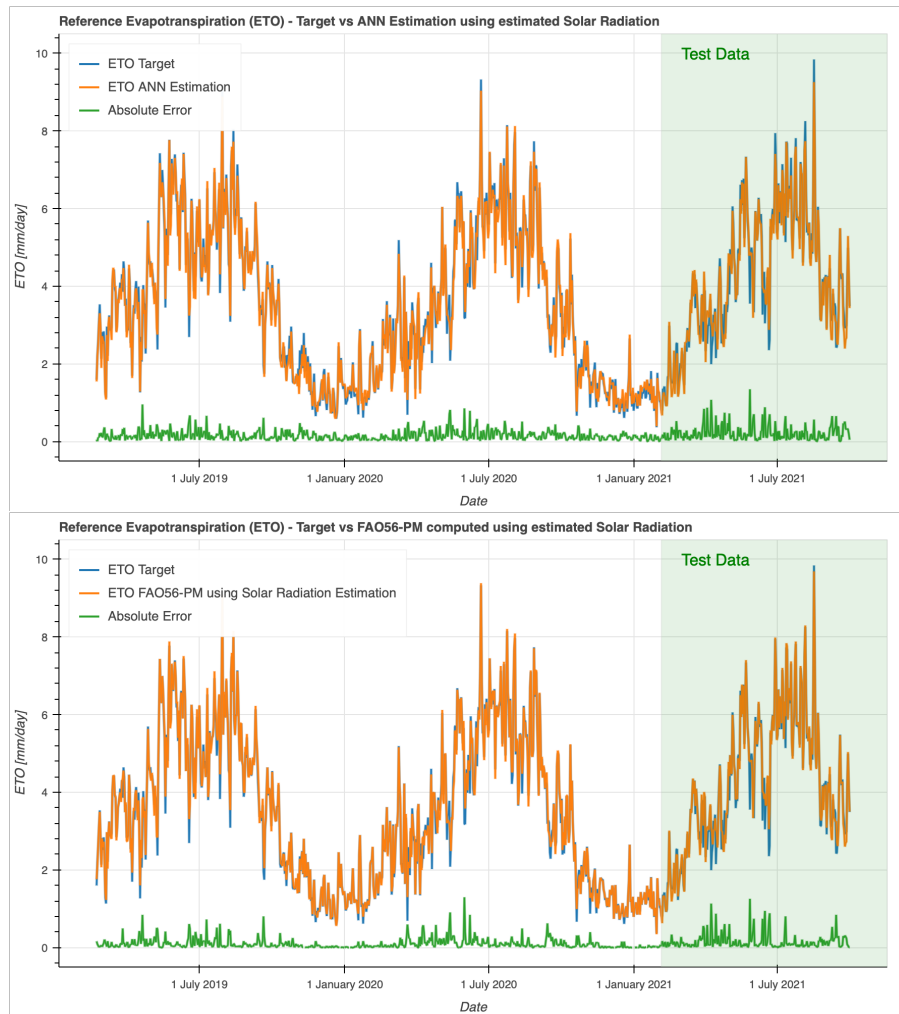 Reference Evapotranspiration (ETO) - Target vs ANN Estimation using estimated Solar Radiation
10
8
6
4
2
0
ETO [mm/day]
ETO Target
ETO ANN Estimation
Absolute Error
Test Data
1 July 2019
1 January 2020
1 July 2020
1 January 2021
1 July 2021
Date
Reference Evapotranspiration (ETO) - Target vs FAO56-PM computed using estimated Solar Radiation
10
8
6
4
2
0
ETO [mm/day]
ETO Target
ETO FAO56-PM using Solar Radiation Estimation
Absolute Error
Test Data
1 July 2019
1 January 2020
1 July 2020
1 January 2021
1 July 2021
Date